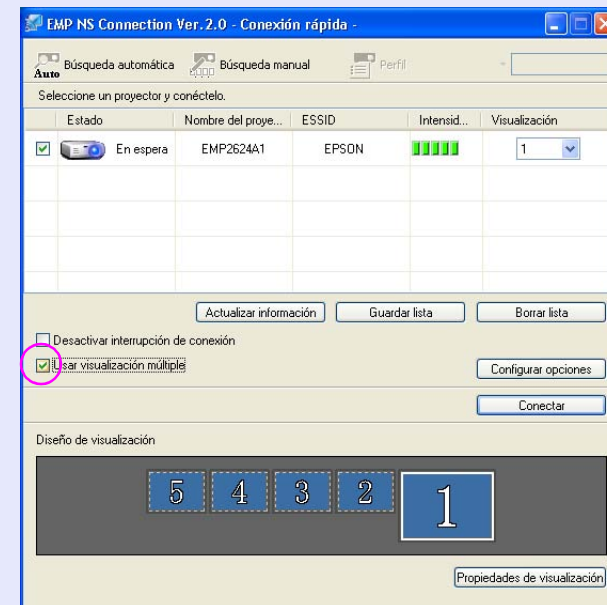 EMP NS Connection Ver.2.0 - Conexión rápida -
Auto Búsqueda automática Búsqueda manual Perfil
Seleccione un proyector y conéctelo.
Estado Nombre del proye... ESSID Intensid... Visualización
En espera EMP2624A1 EPSON 1
Actualizar información Guardar lista Borrar lista
Desactivar interrupción de conexión
Usar visualización múltiple
Configurar opciones
Conectar
Diseño de visualización
5 4 3 2 1
Propiedades de visualización